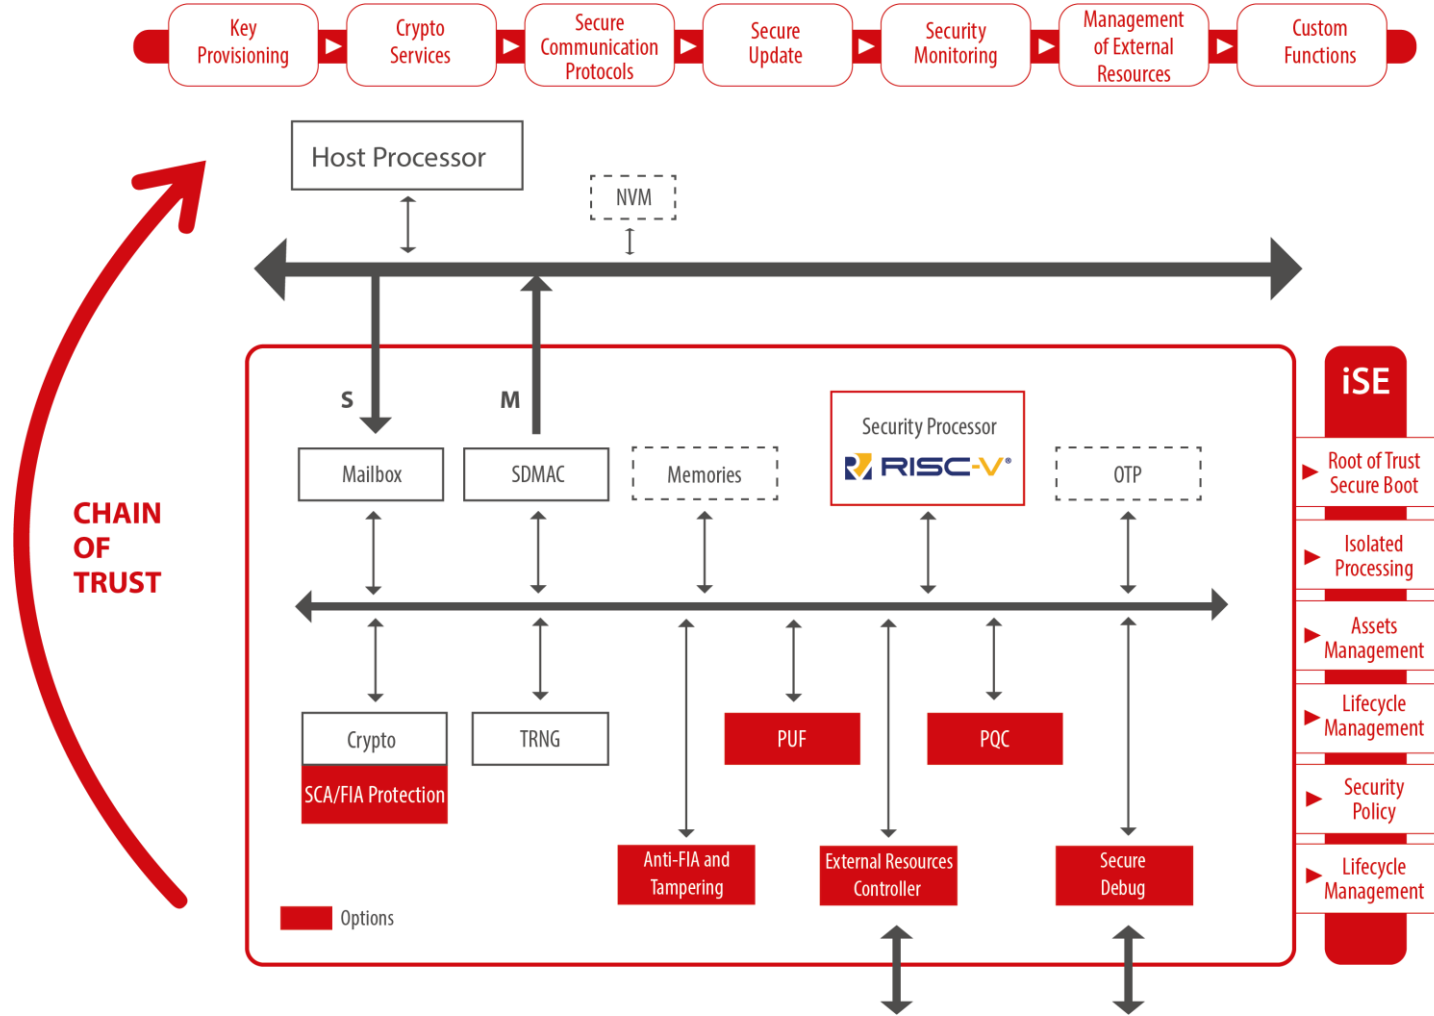 Key
Provisioning
Crypto
Services
Secure
Communication
Protocols
Secure
Update
Security
Monitoring
Management
of External
Resources
Custom
Functions
Host Processor
NVM
S
M
iSE
Security Processor
RISC-V®
Mailbox
SDMAC
Memories
OTP
Root of Trust
Secure Boot
CHAIN
OF
TRUST
Isolated
Processing
Assets
Management
Crypto
SCA/FIA Protection
TRNG
PUF
PQC
Lifecycle
Management
Security
Policy
Anti-FIA and
Tampering
External Resources
Controller
Secure
Debug
Lifecycle
Management
Options